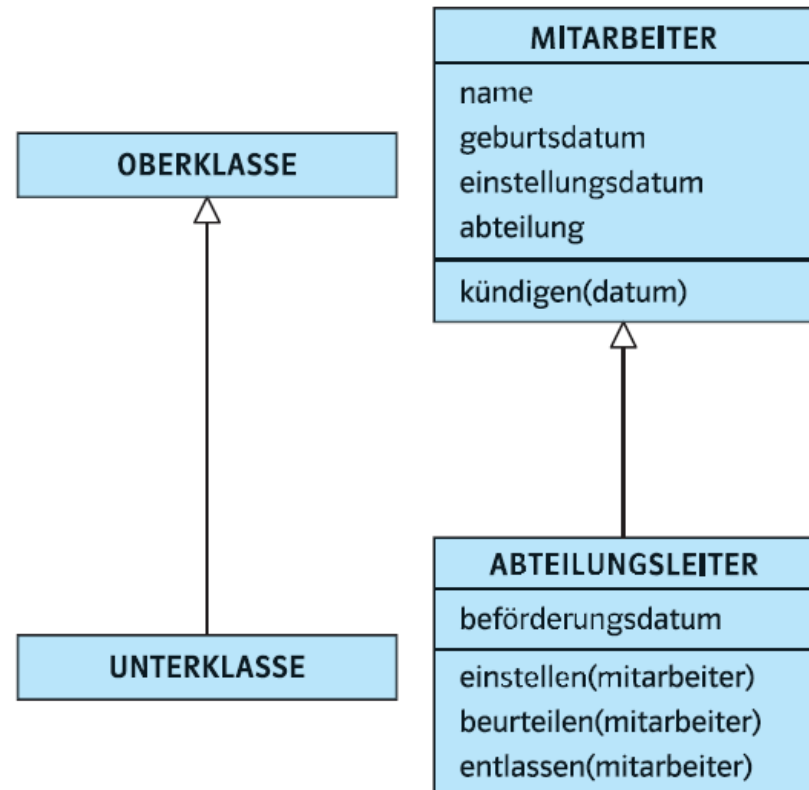 OBERKLASSE
UNTERKLASSE
MITARBEITER
name
geburtsdatum
einstellungsdatum
abteilung
kündigen(datum)
ABTEILUNGSLEITER
beförderungsdatum
einstellen(mitarbeiter)
beurteilen(mitarbeiter)
entlassen(mitarbeiter)